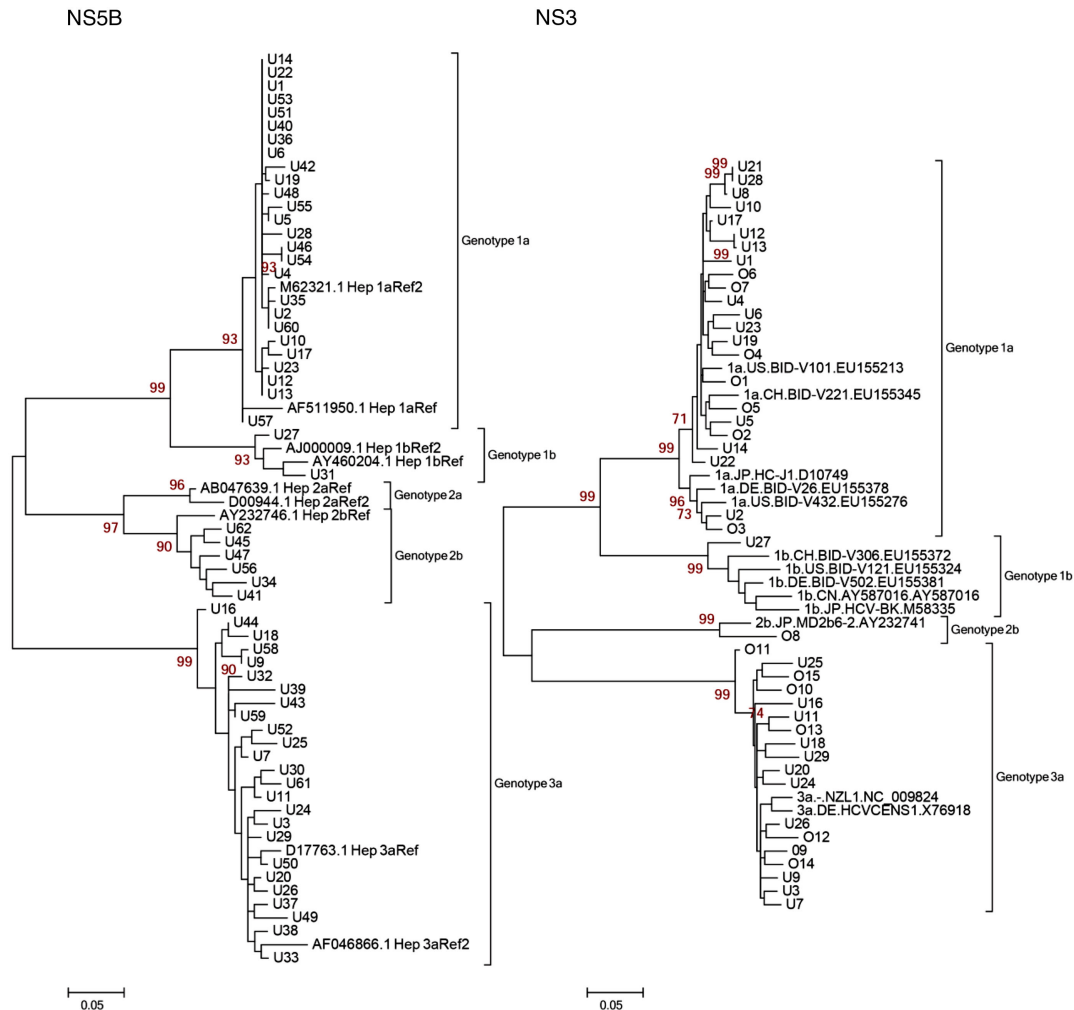 NS5B
U14
U22
U1
U53
U51
U40
U36
U6
U42
U19
U48
U55
U5
U28
U46
U54
93
U4
M62321.1 Hep 1aRef2
U35
U2
U60
U10
U17
U23
U12
U13
AF511950.1 Hep 1aRef
U57
93
99
Genotype 1a
U27
AJ000009.1 Hep 1bRef2
93
AY460204.1 Hep 1bRef
U31
Genotype 1b
96
AB047639.1 Hep 2aRef
D00944.1 Hep 2aRef2
Genotype 2a
97
AY232746.1 Hep 2bRef
U62
U45
90
U47
U56
U34
U41
Genotype 2b
U16
U44
U18
U58
99
U9
90
U32
U39
U43
U59
U52
U25
U7
U30
U61
U11
U24
U3
U29
D17763.1 Hep 3aRef
U50
U20
U26
U37
U49
U38
AF046866.1 Hep 3aRef2
U33
Genotype 3a
0.05
NS3
99
U21
99
U28
U8
U10
U17
U12
U13
99
U1
O6
O7
U4
U6
U23
U19
O4
1a.US.BID-V101.EU155213
O1
1a.CH.BID-V221.EU155345
O5
71
U5
O2
U14
99
U22
1a.JP.HC-J1.D10749
1a.DE.BID-V26.EU155378
96
1a.US.BID-V432.EU155276
73
U2
O3
Genotype 1a
99
U27
1b.CH.BID-V306.EU155372
99
1b.US.BID-V121.EU155324
1b.DE.BID-V502.EU155381
1b.CN.AY587016.AY587016
1b.JP.HCV-BK.M58335
Genotype 1b
99
2b.JP.MD2b6-2.AY232741
O8
Genotype 2b
O11
U25
O15
99
O10
U16
74
U11
O13
U18
U29
U20
U24
3a.-.NZL1.NC_009824
3a.DE.HCVCENS1.X76918
U26
O12
09
O14
U9
U3
U7
Genotype 3a
0.05